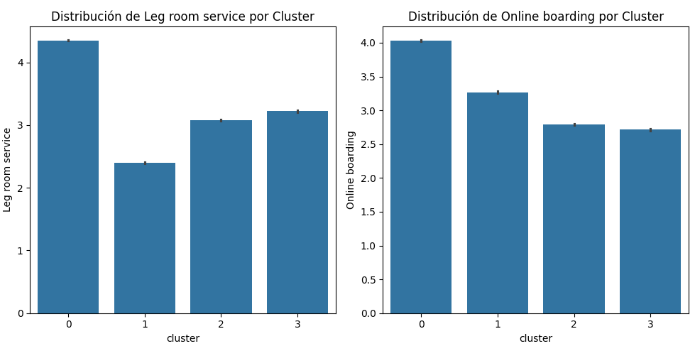 Distribución de Leg room service por Cluster
Leg room service
4
3
2
1
0
0 1 2 3
cluster
Distribución de Online boarding por Cluster
Online boarding
4.0
3.5
3.0
2.5
2.0
1.5
1.0
0.5
0.0
0 1 2 3
cluster